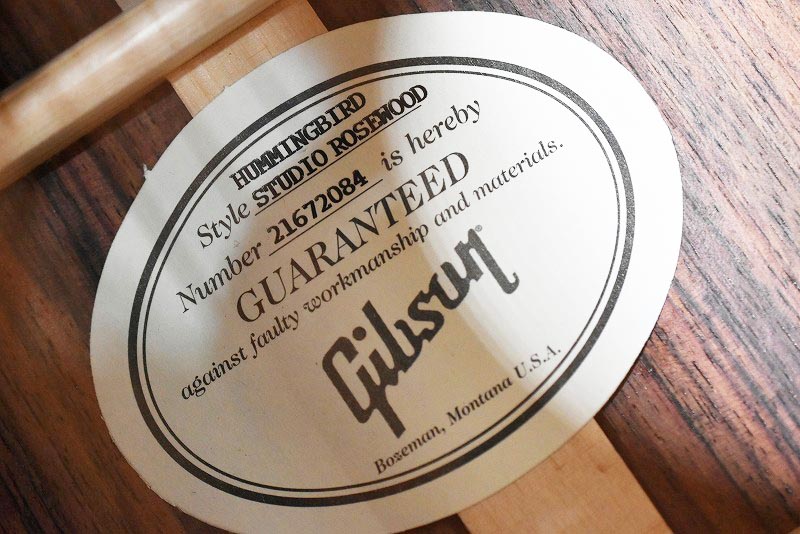 HUMMINGBIRD
Style STUDIO ROSEWOOD
Number 21672084 is hereby
GUARANTEED
against faulty workmanship and materials.
Gibson
Bozeman, Montana U.S.A.